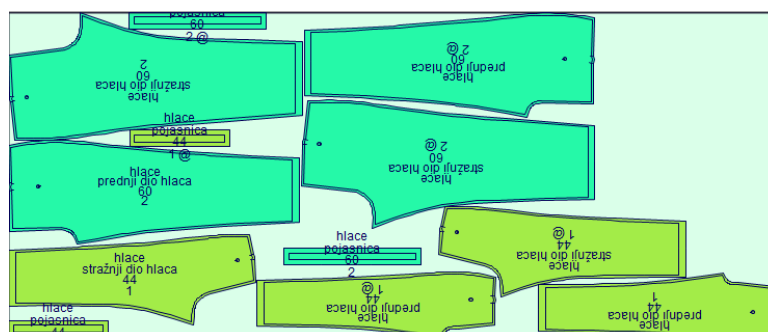 hlace
pojasnica
60
2 @
hlace
stražnji dio hlaca
60
2
hlace
prednji dio hlaca
60
2 @
hlace
pojasnica
44
1 @
hlace
stražnji dio hlaca
60
2 @
hlace
prednji dio hlaca
60
2
hlace
stražnji dio hlaca
44
1 @
hlace
pojasnica
60
2
hlace
stražnji dio hlaca
44
1
hlace
prednji dio hlaca
44
1 @
hlace
prednji dio hlaca
44
1
hlace
pojasnica
44